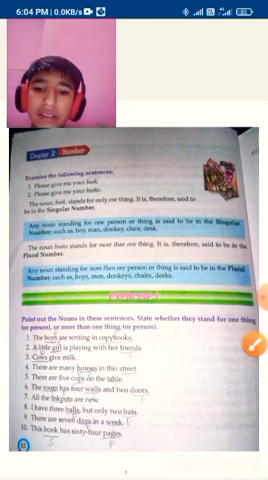 6:04 PM | 0.0KB/s
Chapter 2 Number
Examine the following sentences:
1. Please give me your book.
2. Please give me your books.
The noun, book, stands for only one thing. It is, therefore, said to
be in the Singular Number.
Any noun standing for one person or thing is said to be in the Singular
Number; such as, boy, man, donkey, chair, desk.
The noun books stands for more than one thing. It is, therefore, said to be in the
Plural Number.
Any noun standing for more than one person or thing is said to be in the Plural
Number; such as, boys, men, donkeys, chairs, desks.
Point out the Nouns in these sentences. State whether they stand for one thing
(or person), or more than one thing (or person).
1. The boys are writing in copybooks.
2. A little girl is playing with her friends.
3. Cows give milk.
4. There are many houses in this street.
5. There are five cups on the table.
6. The room has four walls and two doors.
7. All the inkpots are new.
8. I have three balls, but only two bats.
9. There are seven days in a week.
10. This book has sixty-four pages.
S P